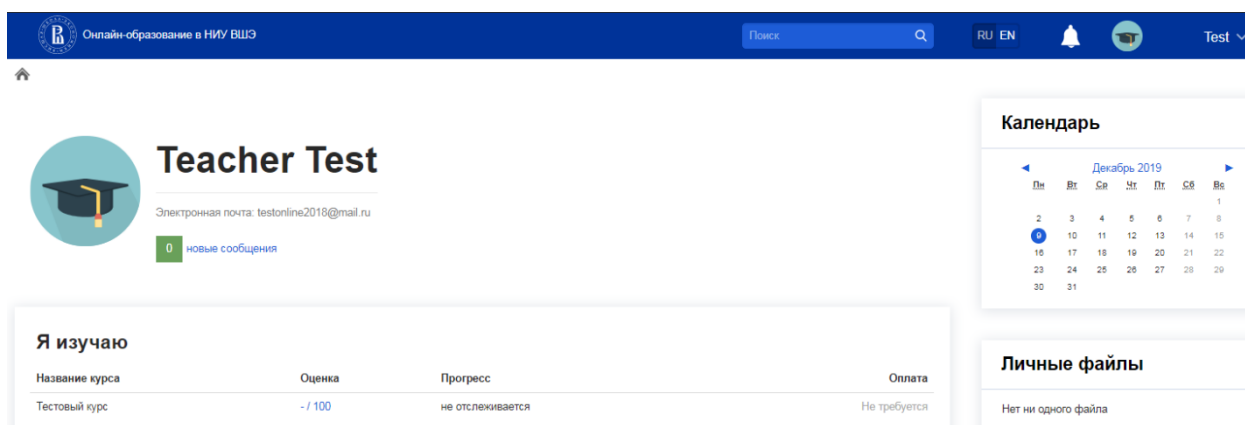 Онлайн-образование в НИУ ВШЭ
Поиск
RU EN
Test
Teacher Test
Электронная почта: testonline2018@mail.ru
0 новые сообщения
Календарь
◄ Декабрь 2019 ►
Пн Вт Ср Чт Пт Сб Вс
1
2 3 4 5 6 7 8
9 10 11 12 13 14 15
16 17 18 19 20 21 22
23 24 25 26 27 28 29
30 31
Я изучаю
Название курса Оценка Прогресс Оплата
Тестовый курс - / 100 не отслеживается Не требуется
Личные файлы
Нет ни одного файла